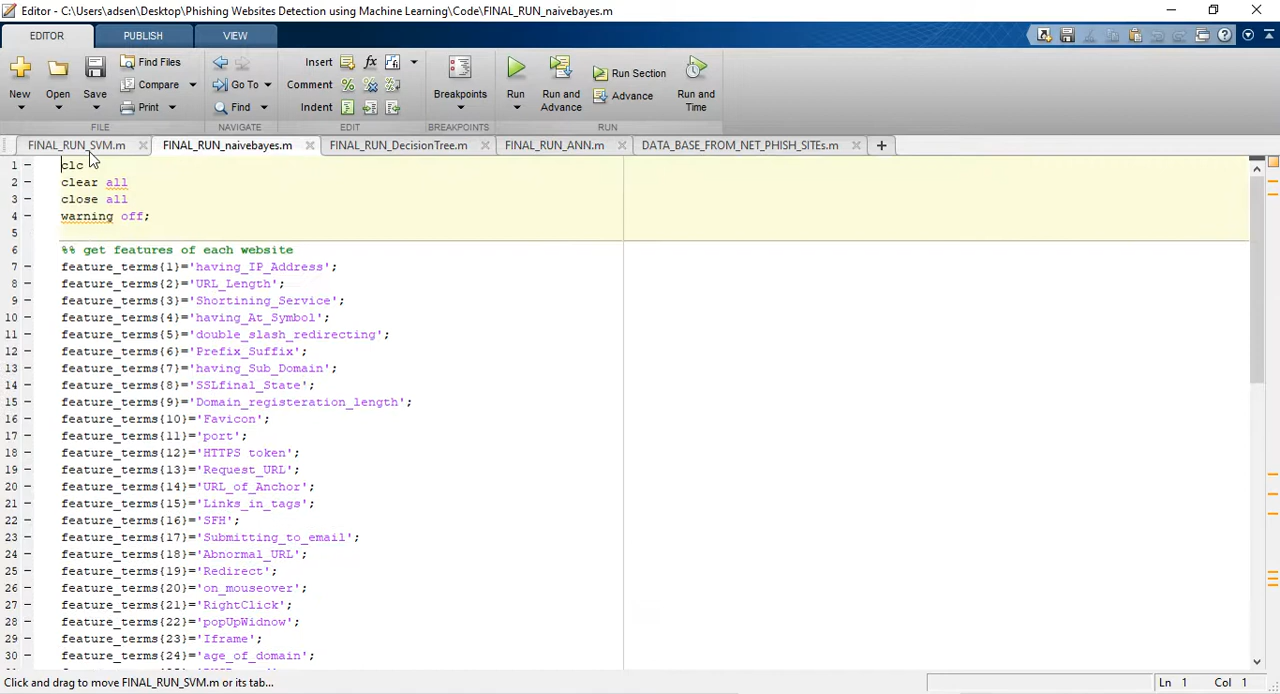 Editor - C:\Users\adsen\Desktop\Phishing Websites Detection using Machine Learning\Code\FINAL_RUN_naivebayes.m
EDITOR PUBLISH VIEW
New Open Save Find Files Compare Print Go To Find Insert fx Comment % Indent Breakpoints Run Run and Advance Run Section Advance Run and Time
FILE NAVIGATE EDIT BREAKPOINTS RUN
FINAL_RUN_SVM.m FINAL_RUN_naivebayes.m FINAL_RUN_DecisionTree.m FINAL_RUN_ANN.m DATA_BASE_FROM_NET_PHISH_SITEs.m
1 - clc
2 - clear all
3 - close all
4 - warning off;
5
6 %% get features of each website
7 - feature_terms{1}='having_IP_Address';
8 - feature_terms{2}='URL_Length';
9 - feature_terms{3}='Shortining_Service';
10 - feature_terms{4}='having_At_Symbol';
11 - feature_terms{5}='double_slash_redirecting';
12 - feature_terms{6}='Prefix_Suffix';
13 - feature_terms{7}='having_Sub_Domain';
14 - feature_terms{8}='SSLfinal_State';
15 - feature_terms{9}='Domain_registeration_length';
16 - feature_terms{10}='Favicon';
17 - feature_terms{11}='port';
18 - feature_terms{12}='HTTPS token';
19 - feature_terms{13}='Request_URL';
20 - feature_terms{14}='URL_of_Anchor';
21 - feature_terms{15}='Links_in_tags';
22 - feature_terms{16}='SFH';
23 - feature_terms{17}='Submitting_to_email';
24 - feature_terms{18}='Abnormal_URL';
25 - feature_terms{19}='Redirect';
26 - feature_terms{20}='on_mouseover';
27 - feature_terms{21}='RightClick';
28 - feature_terms{22}='popUpWidnow';
29 - feature_terms{23}='Iframe';
30 - feature_terms{24}='age_of_domain';
Click and drag to move FINAL_RUN_SVM.m or its tab...
Ln 1 Col 1